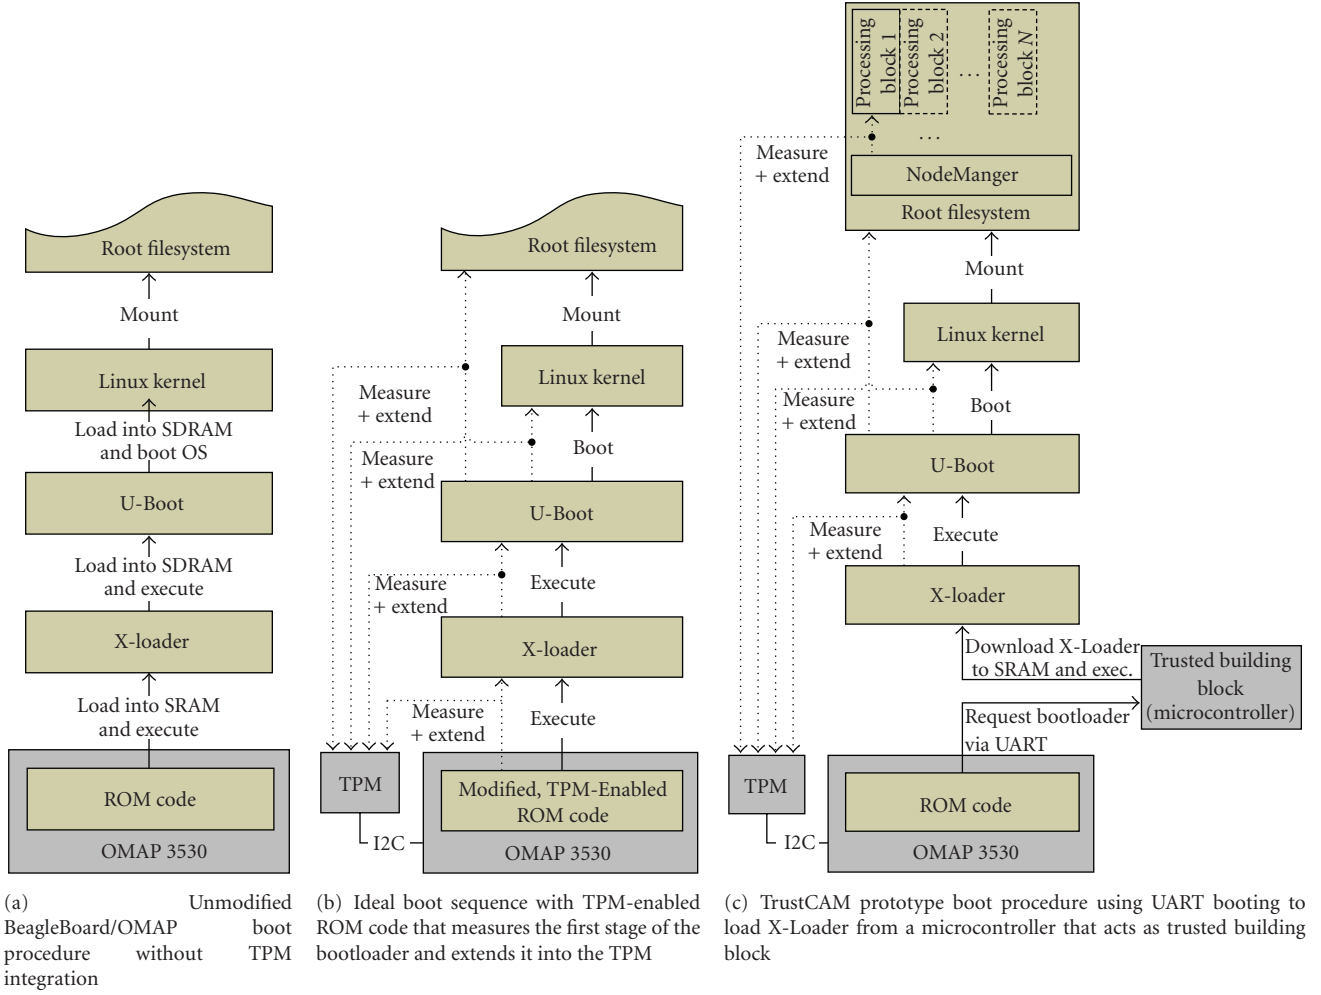 Root filesystem
Mount
Linux kernel
Load into SDRAM
and boot OS
U-Boot
Load into SDRAM
and execute
X-loader
Load into SRAM
and execute
ROM code
OMAP 3530
(a) Unmodified
BeagleBoard/OMAP boot
procedure without TPM
integration
Root filesystem
Mount
Linux kernel
Measure
+ extend
Boot
Measure
+ extend
U-Boot
Measure
+ extend
Execute
X-loader
Measure
+ extend
Execute
TPM
Modified, TPM-Enabled
ROM code
I2C
OMAP 3530
(b) Ideal boot sequence with TPM-enabled
ROM code that measures the first stage of the
bootloader and extends it into the TPM
Processing
block 1
Processing
block 2
...
Processing
block N
...
Measure
+ extend
NodeManger
Root filesystem
Mount
Measure
+ extend
Linux kernel
Measure
+ extend
Boot
U-Boot
Measure
+ extend
Execute
X-loader
Download X-Loader
to SRAM and exec.
Trusted building
block
(microcontroller)
Request bootloader
via UART
TPM
ROM code
I2C
OMAP 3530
(c) TrustCAM prototype boot procedure using UART booting to
load X-Loader from a microcontroller that acts as trusted building
block